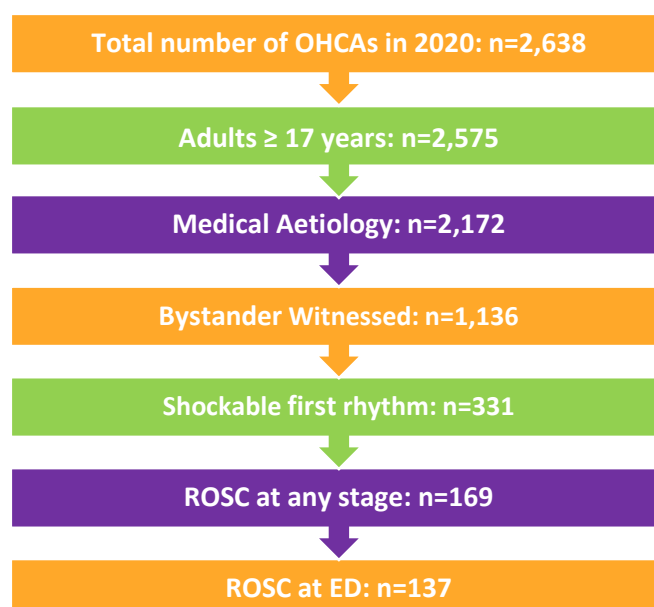 Total number of OHCAs in 2020: n=2,638
Adults ≥ 17 years: n=2,575
Medical Aetiology: n=2,172
Bystander Witnessed: n=1,136
Shockable first rhythm: n=331
ROSC at any stage: n=169
ROSC at ED: n=137